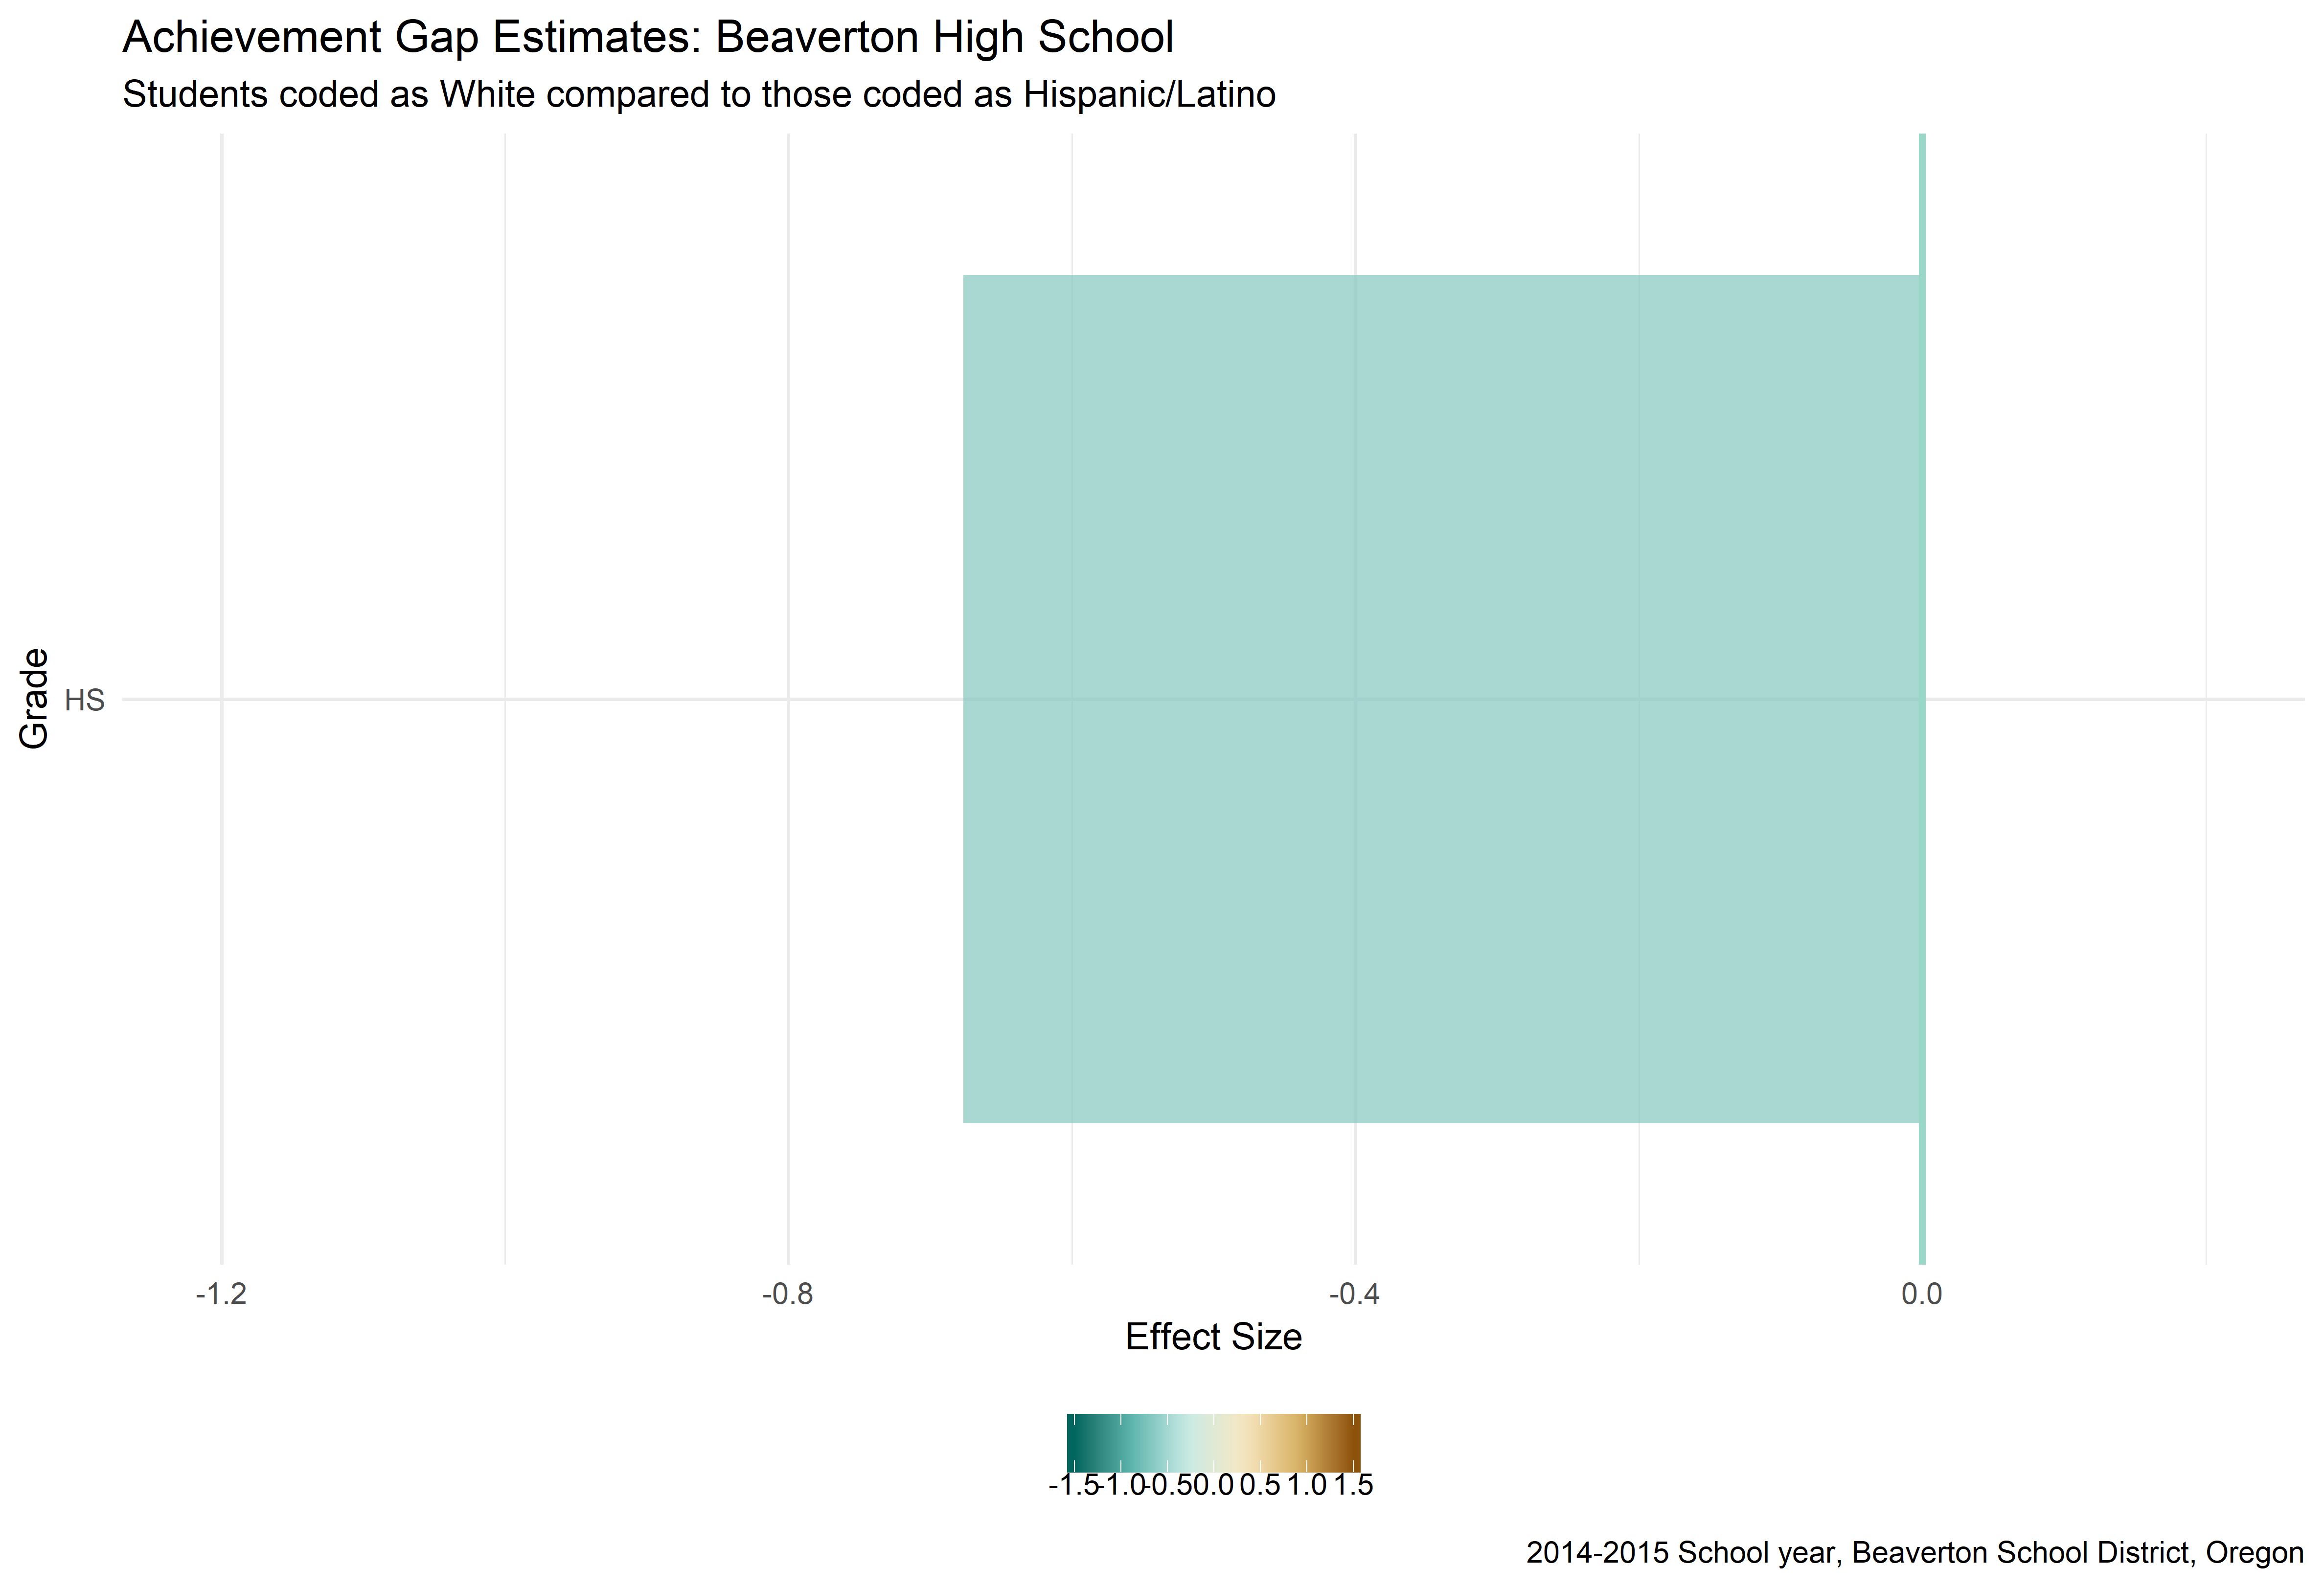 Achievement Gap Estimates: Beaverton High School
Students coded as White compared to those coded as Hispanic/Latino
Grade
HS
-1.2 -0.8 -0.4 0.0
Effect Size
-1.5 -1.0 -0.5 0.0 0.5 1.0 1.5
2014-2015 School year, Beaverton School District, Oregon